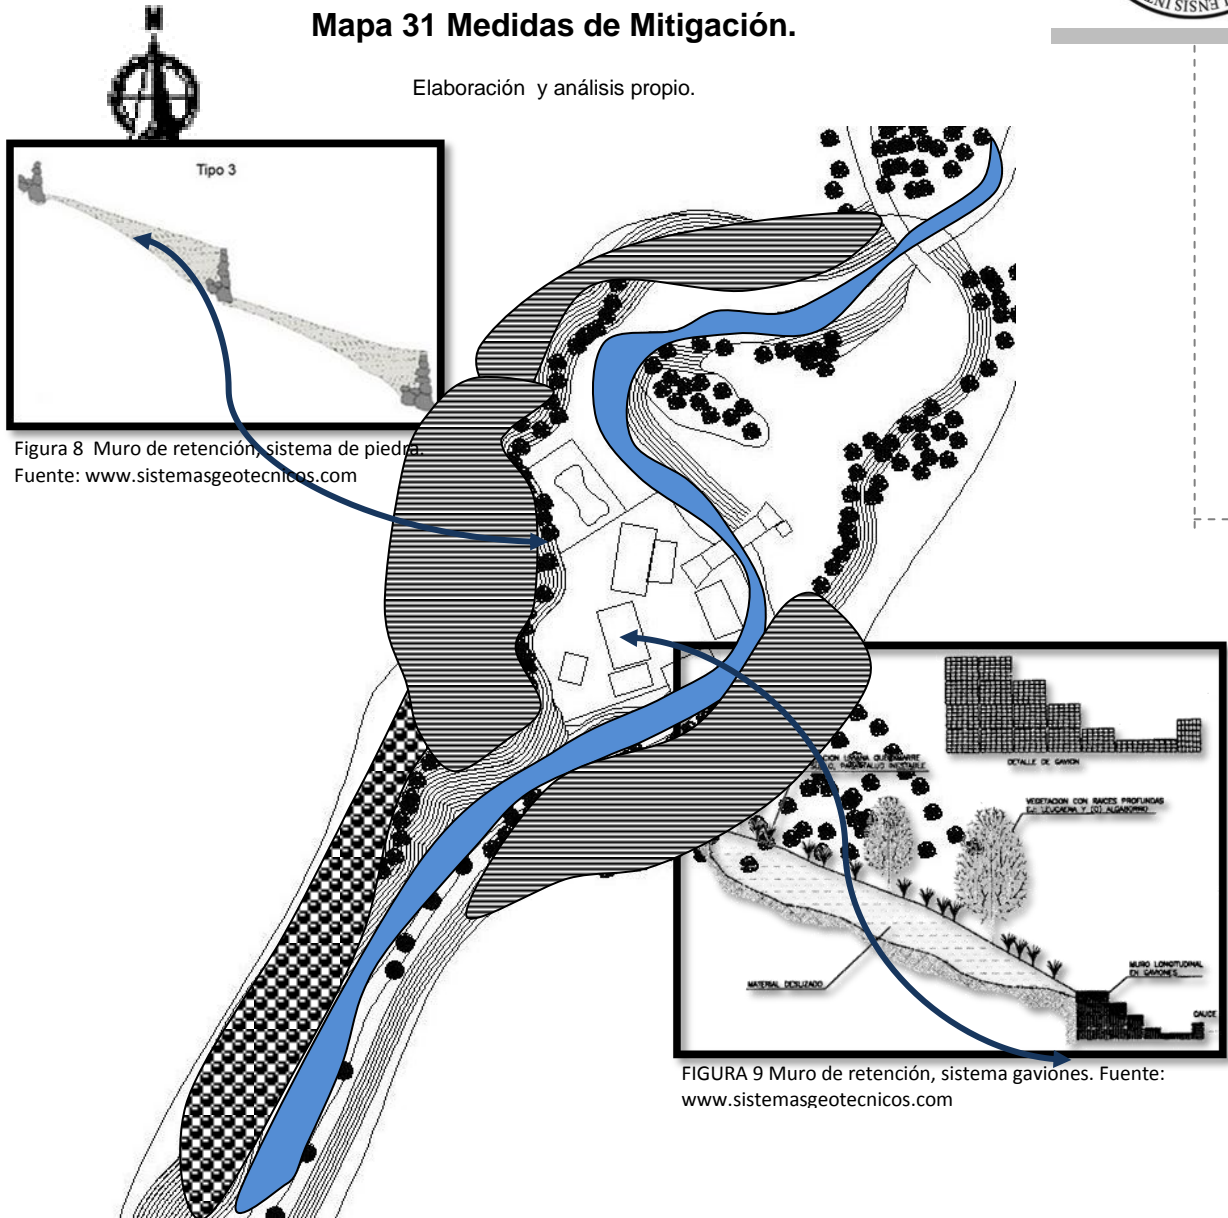 Mapa 31 Medidas de Mitigación.
N
Elaboración y análisis propio.
Tipo 3
Figura 8 Muro de retención, sistema de piedra.
Fuente: www.sistemasgeotecnicos.com
DETALLE DE GAVION
VEGETACION CON RAICES PROFUNDAS
LEUCAENA Y (O) ALGARROBO
MURO LONGITUDINAL
EN GAVIONES
MATERIAL DESLIZADO
CAUCE
FIGURA 9 Muro de retención, sistema gaviones. Fuente:
www.sistemasgeotecnicos.com